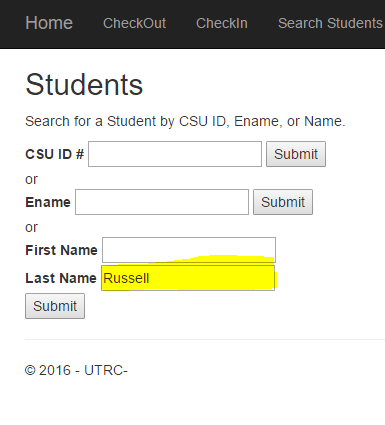 Home CheckOut CheckIn Search Students
Students
Search for a Student by CSU ID, Ename, or Name.
CSU ID # Submit
or
Ename Submit
or
First Name
Last Name Russell
Submit
© 2016 - UTRC-